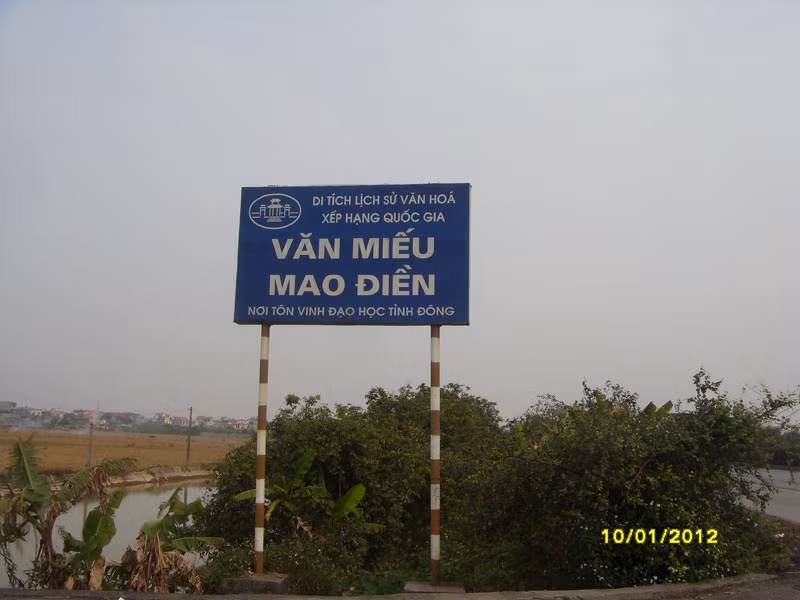 DI TÍCH LỊCH SỬ VĂN HOÁ
XẾP HẠNG QUỐC GIA
VĂN MIẾU
MAO ĐIỀN
NƠI TÔN VINH ĐẠO HỌC TỈNH ĐÔNG
10/01/2012